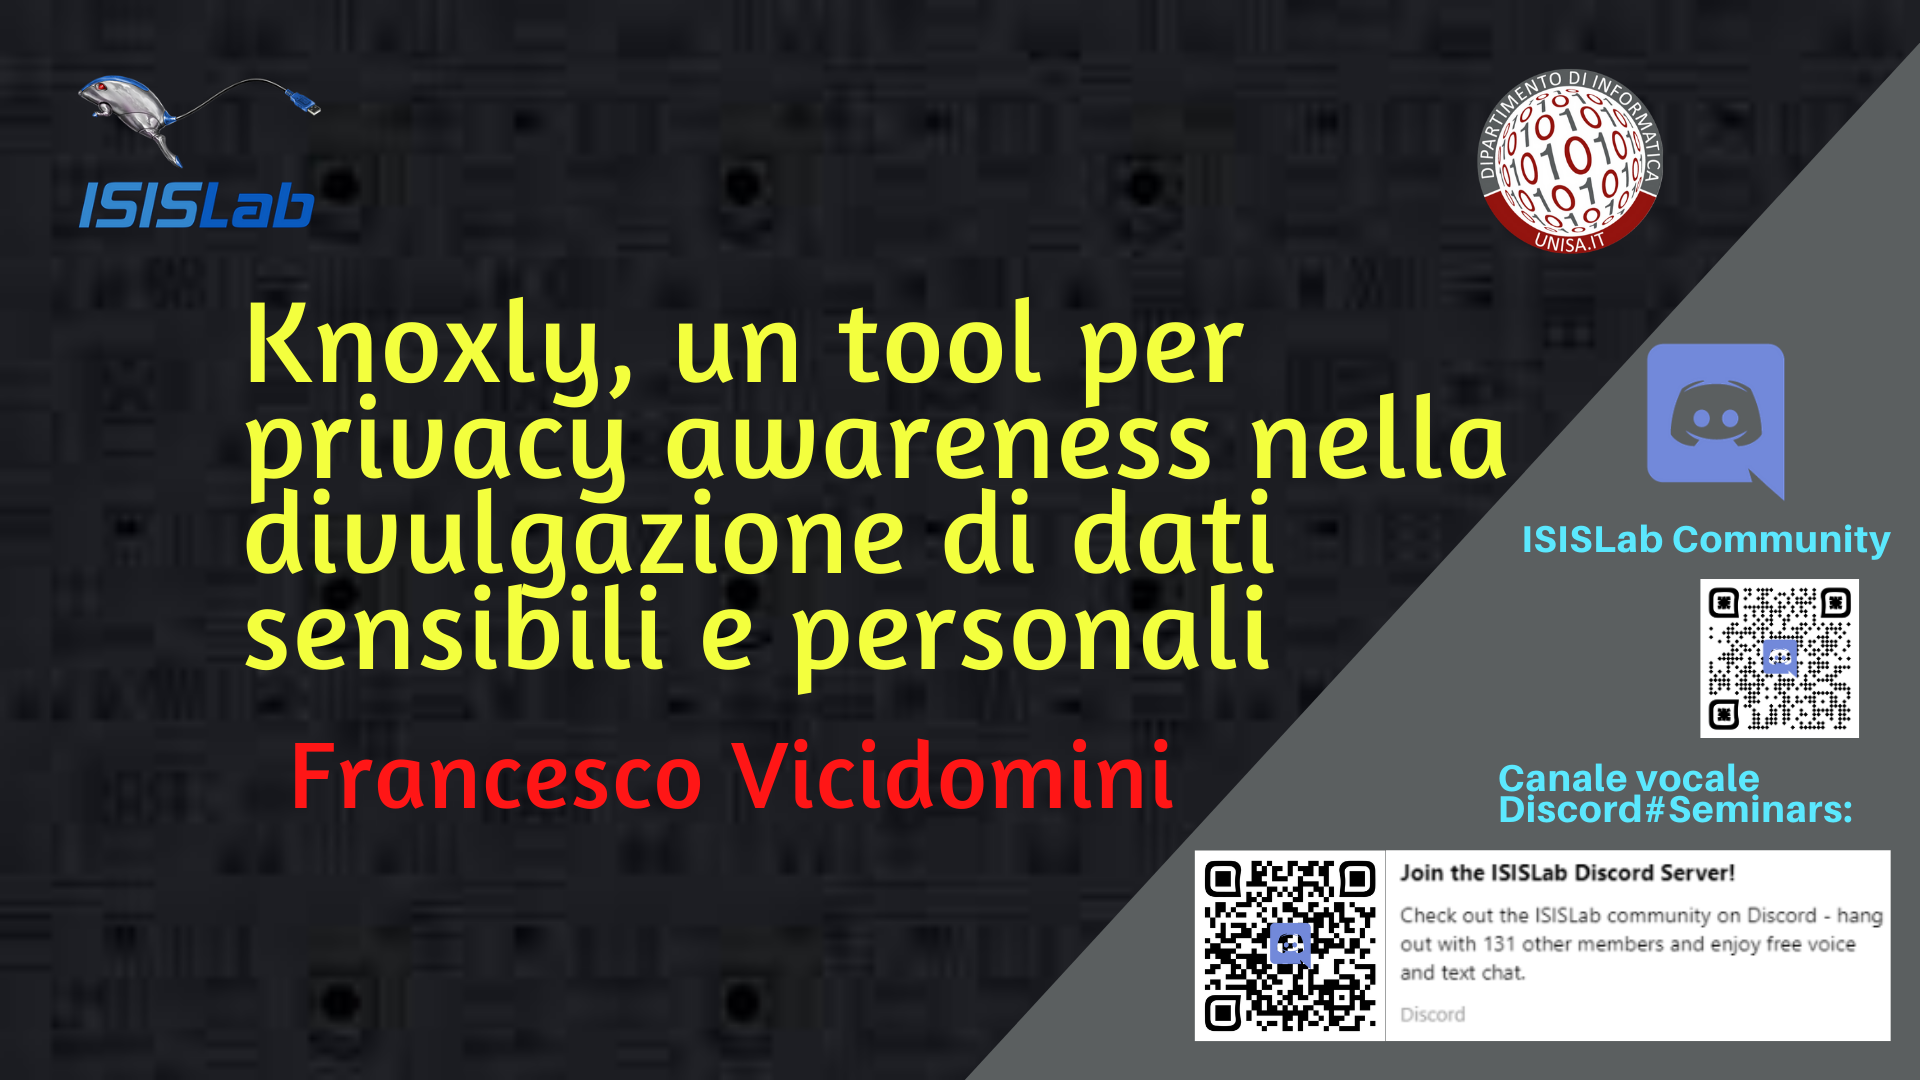 ISISLab
DIPARTIMENTO DI INFORMATICA
UNISA.IT
Knoxly, un tool per
privacy awareness nella
divulgazione di dati
sensibili e personali
Francesco Vicidomini
ISISLab Community
Canale vocale
Discord#Seminars:
Join the ISISLab Discord Server!
Check out the ISISLab community on Discord - hang
out with 131 other members and enjoy free voice
and text chat.
Discord